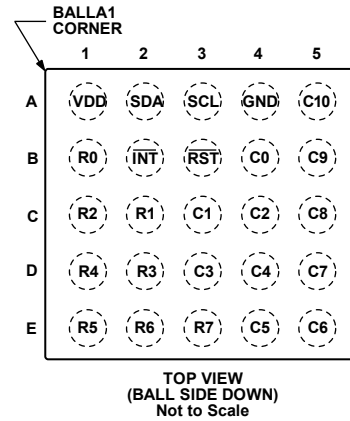 BALLA1
CORNER
1 2 3 4 5
A VDD SDA SCL GND C10
B R0 INT RST C0 C9
C R2 R1 C1 C2 C8
D R4 R3 C3 C4 C7
E R5 R6 R7 C5 C6
TOP VIEW
(BALL SIDE DOWN)
Not to Scale